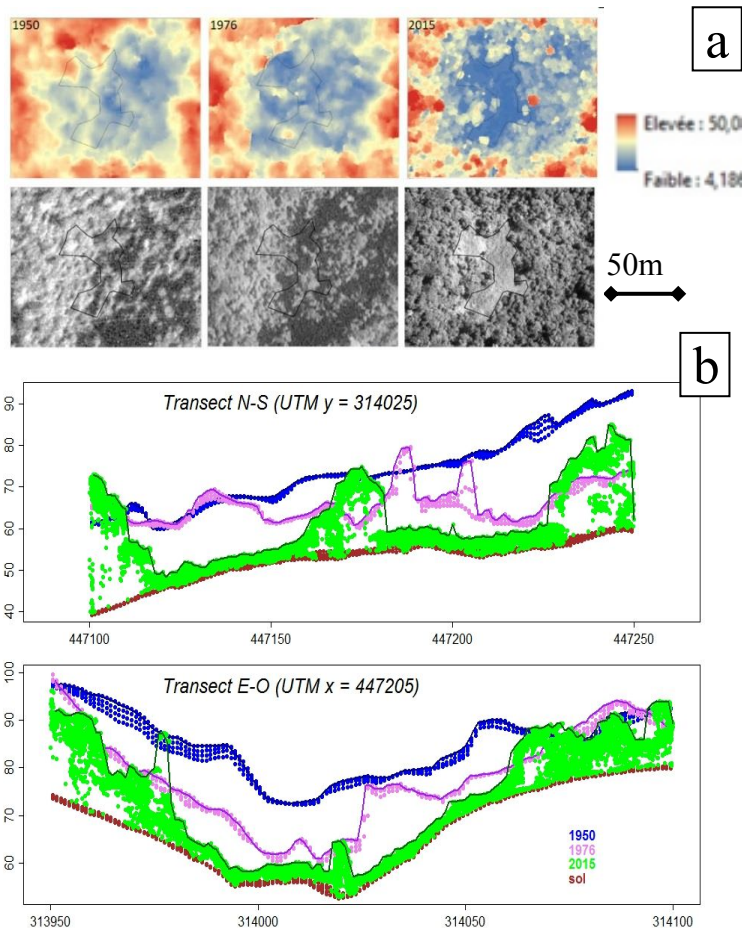 1950 1976 2015
a
Elevée : 50,0
Faible : 4,186
50m
b
Transect N-S (UTM y = 314025)
90
80
70
60
50
40
447100 447150 447200 447250
Transect E-O (UTM x = 447205)
100
90
80
70
60
1950
1976
2015
sol
313950 314000 314050 314100